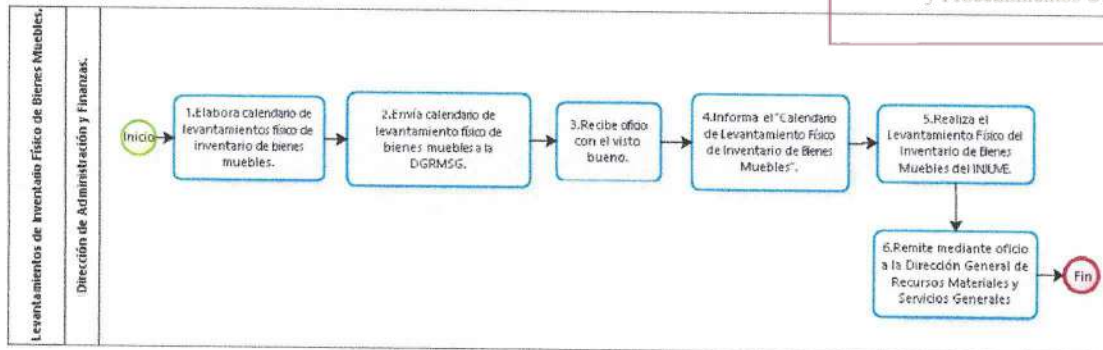 y Procedimientos
Levantamientos de Inventario Físico de Bienes Muebles.
Dirección de Administración y Finanzas.
Inicio
1.Elabora calendario de
levantamientos físico de
inventario de bienes
muebles.
2.Envía calendario de
levantamiento físico de
bienes muebles a la
DGRMSG.
3.Recibe oficio
con el visto
bueno.
4.Informa el "Calendario
de Levantamiento Físico
de Inventario de Bienes
Muebles".
5.Realiza el
Levantamiento Físico del
Inventario de Bienes
Muebles del INJUVE.
6.Remite mediante oficio
a la Dirección General de
Recursos Materiales y
Servicios Generales
Fin